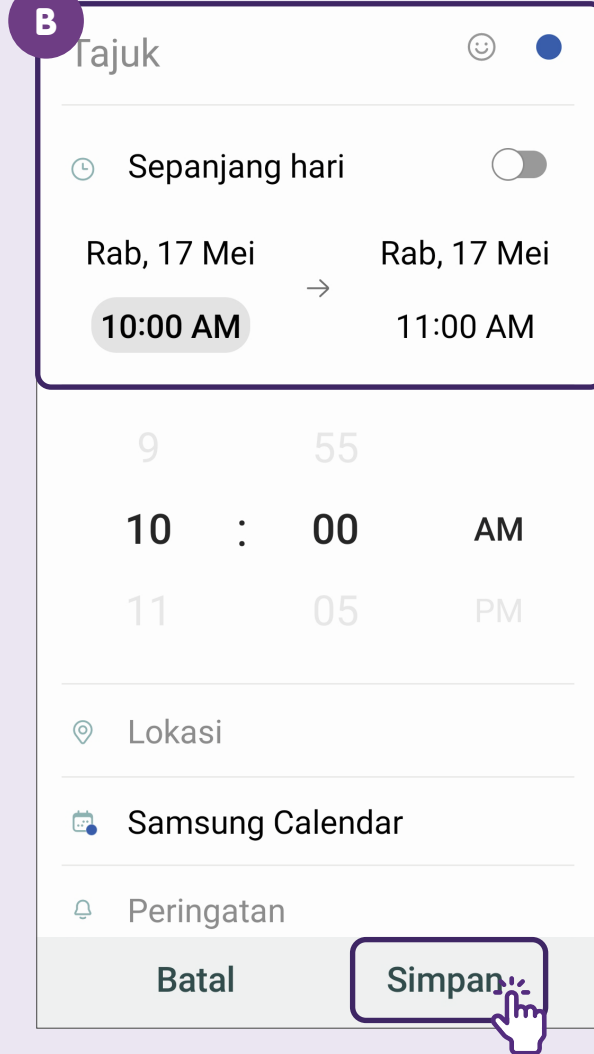 B
Tajuk
Sepanjang hari
Rab, 17 Mei → Rab, 17 Mei
10:00 AM 11:00 AM
9 55
10 : 00 AM
11 05 PM
Lokasi
Samsung Calendar
Peringatan
Batal Simpan